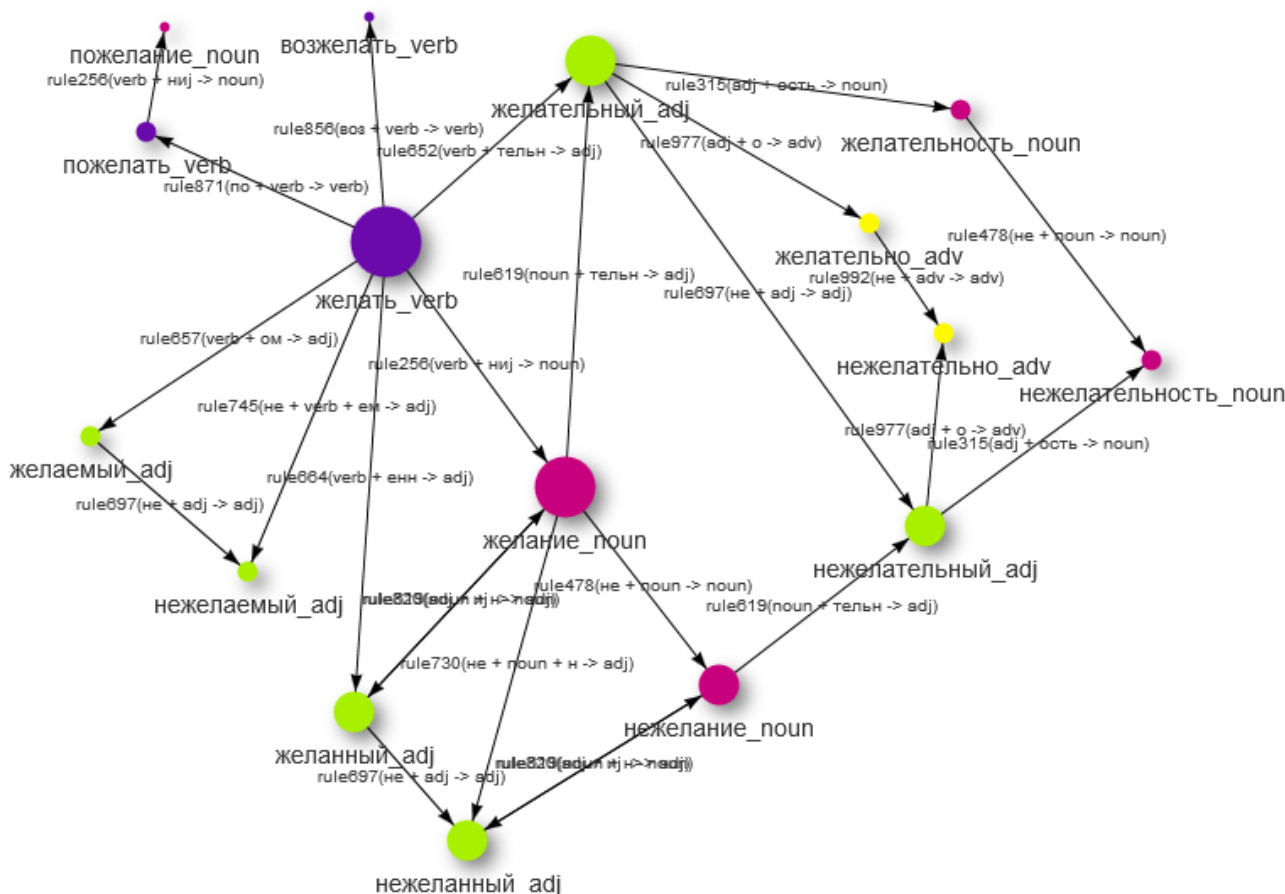 пожелание_noun
возжелать_verb
rule256(verb + ниj -> noun)
rule315(adj + ость -> noun)
желательный_adj
желательность_noun
rule856(воз + verb -> verb)
rule652(verb + тельн -> adj)
rule977(adj + о -> adv)
пожелать_verb
rule871(по + verb -> verb)
rule478(не + noun -> noun)
желательно_adv
rule619(noun + тельн -> adj)
rule992(не + adv -> adv)
rule697(не + adj -> adj)
желать_verb
rule657(verb + ом -> adj)
нежелательно_adv
rule256(verb + ниj -> noun)
нежелательность_noun
rule745(не + verb + ем -> adj)
rule977(adj + о -> adv)
rule315(adj + ость -> noun)
желаемый_adj
rule664(verb + енн -> adj)
rule697(не + adj -> adj)
желание_noun
нежелательный_adj
rule478(не + noun -> noun)
нежелаемый_adj
rule619(noun + тельн -> adj)
rule730(не + noun + н -> adj)
нежелание_noun
желанный_adj
rule697(не + adj -> adj)
нежеланный_adj